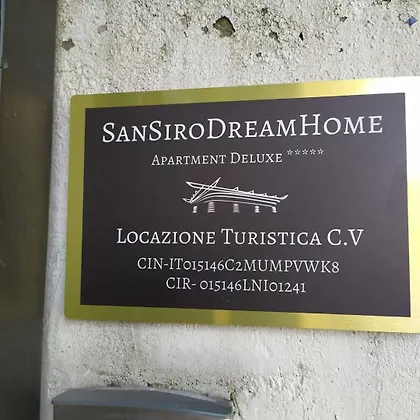 SanSiroDreamHome
Apartment Deluxe *****
Locazione Turistica C.V
CIN-IT015146C2MUMPVWK8
CIR- 015146LNI01241